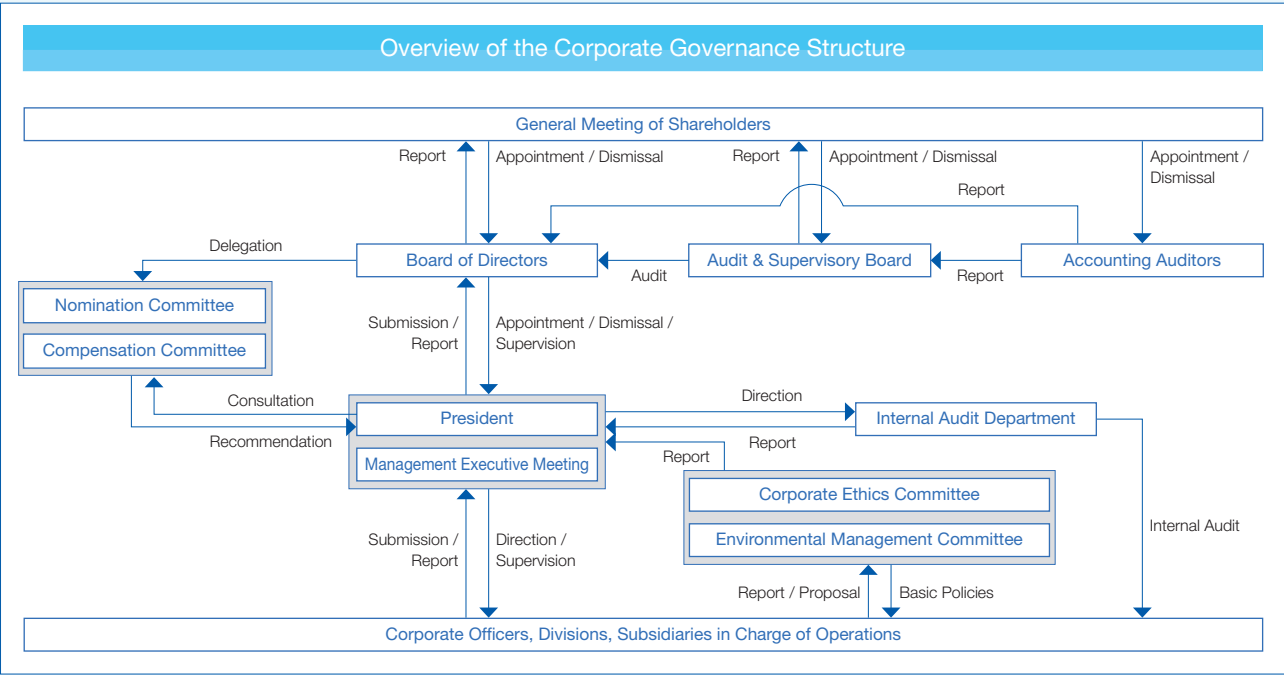 Overview of the Corporate Governance Structure
General Meeting of Shareholders
Report
Appointment / Dismissal
Report
Appointment / Dismissal
Appointment /
Dismissal
Report
Delegation
Board of Directors
Audit
Audit & Supervisory Board
Report
Accounting Auditors
Nomination Committee
Compensation Committee
Submission /
Report
Appointment / Dismissal /
Supervision
Consultation
Recommendation
President
Management Executive Meeting
Direction
Report
Internal Audit Department
Report
Corporate Ethics Committee
Environmental Management Committee
Internal Audit
Submission /
Report
Direction /
Supervision
Report / Proposal
Basic Policies
Corporate Officers, Divisions, Subsidiaries in Charge of Operations